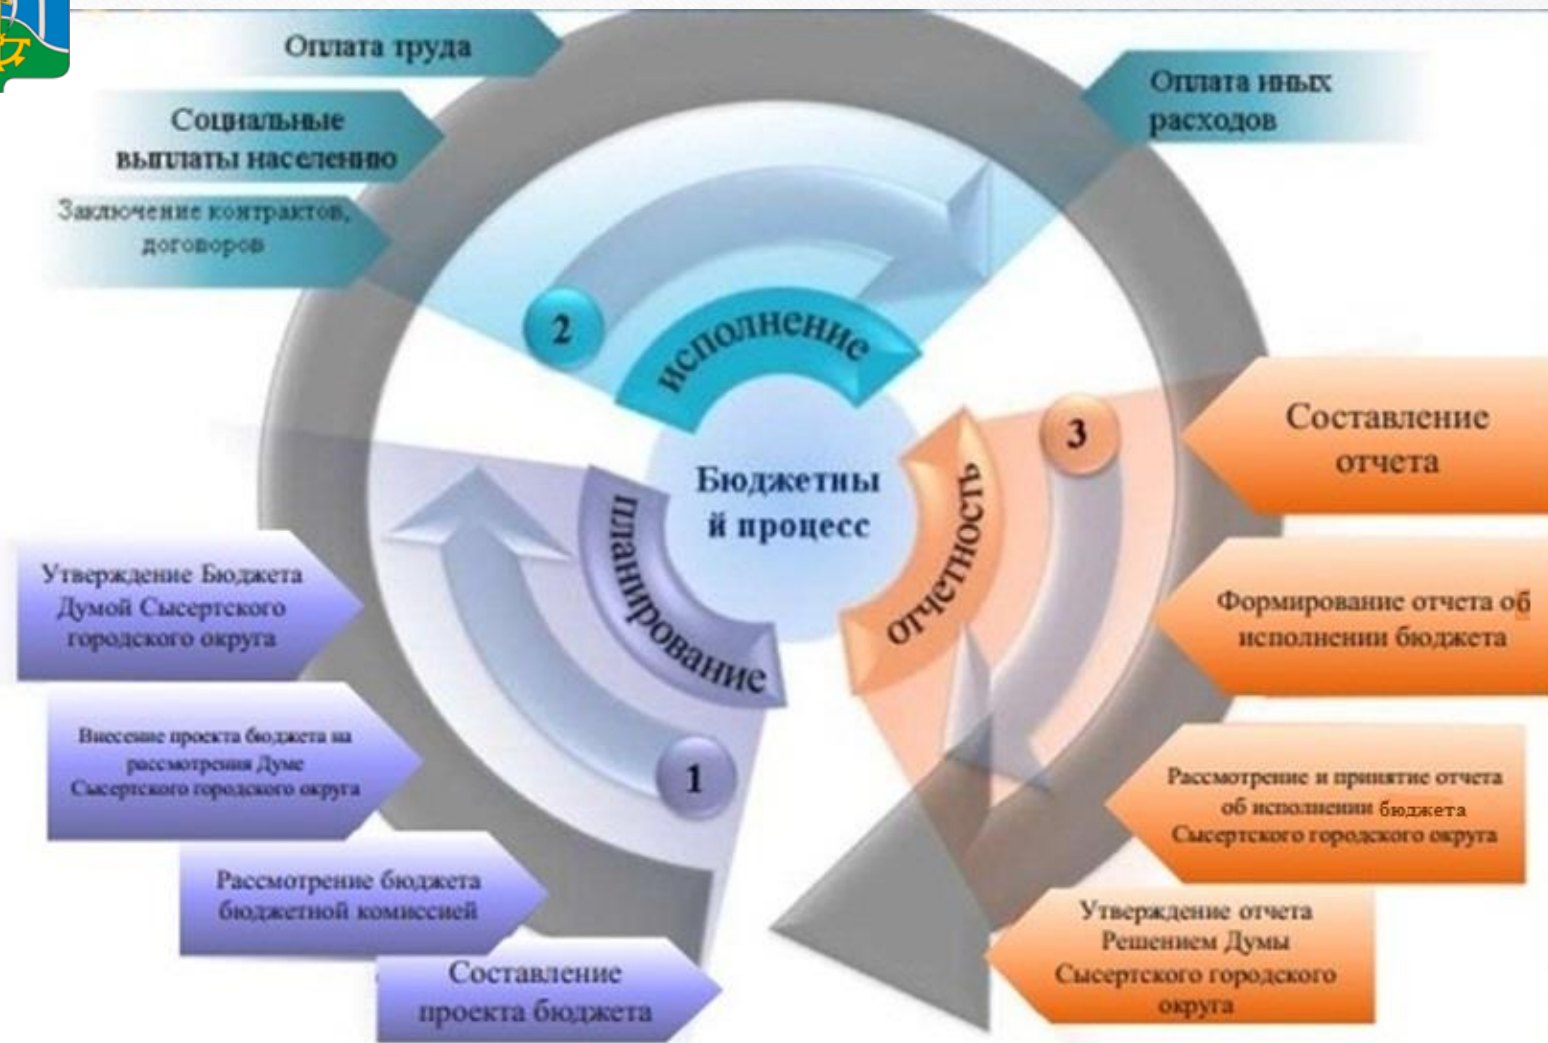 Оплата труда
Социальные
выплаты населению
Заключение контрактов,
договоров
Оплата иных
расходов
2
исполнение
3
отчетность
Бюджетны
й процесс
планирование
1
Составление
отчета
Формирование отчета об
исполнении бюджета
Рассмотрение и принятие отчета
об исполнении бюджета
Сысертского городского округа
Утверждение отчета
Решением Думы
Сысертского городского
округа
Утверждение Бюджета
Думой Сысертского
городского округа
Внесение проекта бюджета на
рассмотрения Думе
Сысертского городского округа
Рассмотрение бюджета
бюджетной комиссией
Составление
проекта бюджета